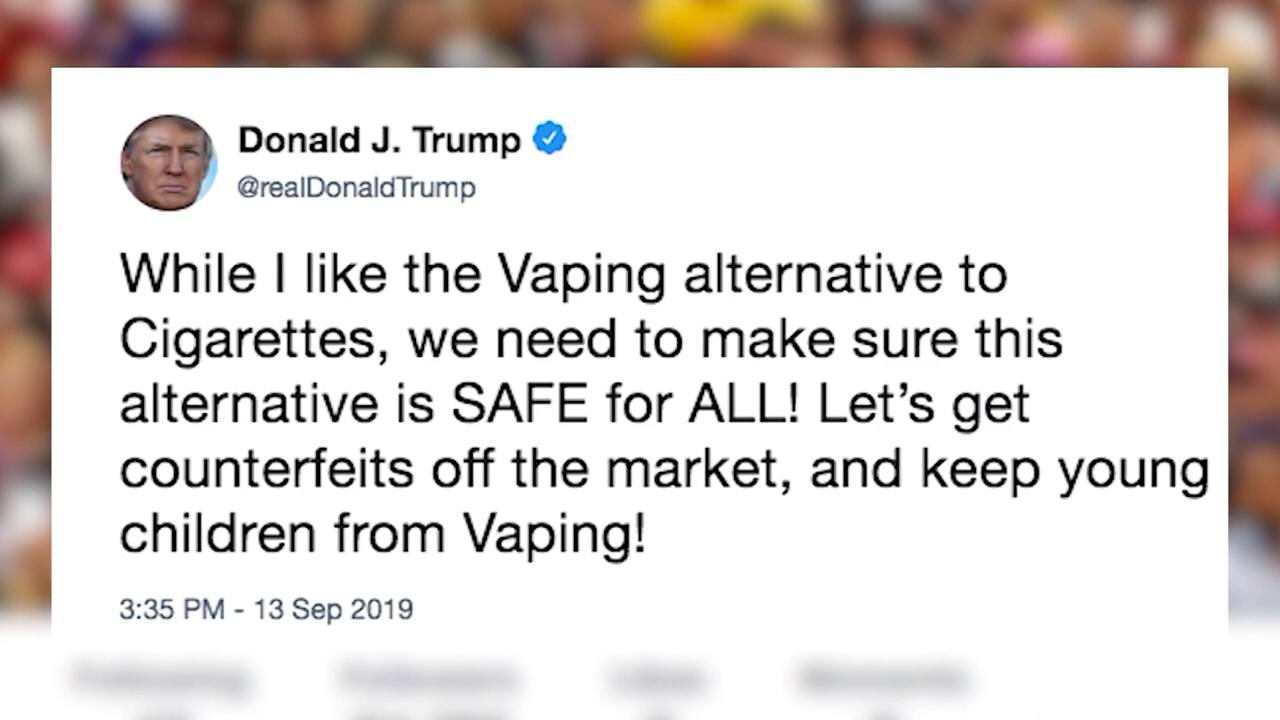 Donald J. Trump
@realDonaldTrump
While I like the Vaping alternative to
Cigarettes, we need to make sure this
alternative is SAFE for ALL! Let’s get
counterfeits off the market, and keep young
children from Vaping!
3:35 PM - 13 Sep 2019